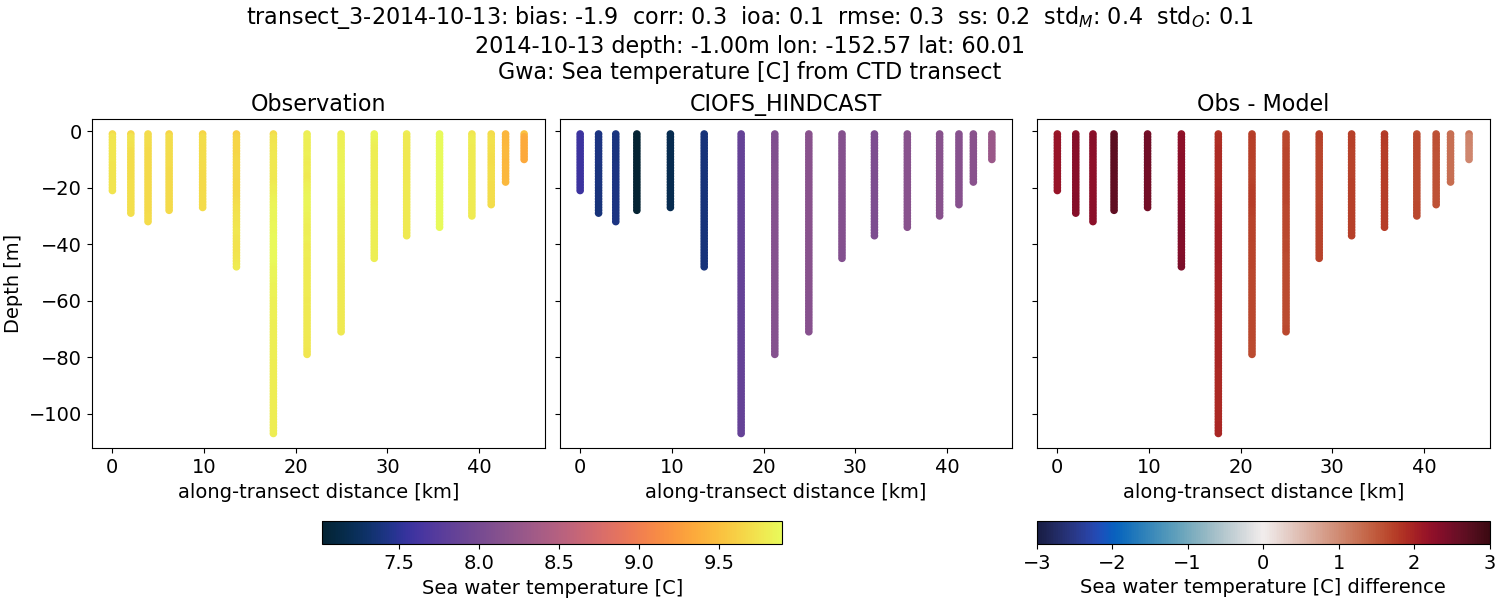 transect_3-2014-10-13: bias: -1.9 corr: 0.3 ioa: 0.1 rmse: 0.3 ss: 0.2 std_M: 0.4 std_O: 0.1
2014-10-13 depth: -1.00m lon: -152.57 lat: 60.01
Gwa: Sea temperature [C] from CTD transect
Observation
CIOFS_HINDCAST
Obs - Model
Depth [m]
0
−20
−40
−60
−80
−100
0 10 20 30 40
0 10 20 30 40
0 10 20 30 40
along-transect distance [km]
along-transect distance [km]
along-transect distance [km]
7.5 8.0 8.5 9.0 9.5
Sea water temperature [C]
−3 −2 −1 0 1 2 3
Sea water temperature [C] difference